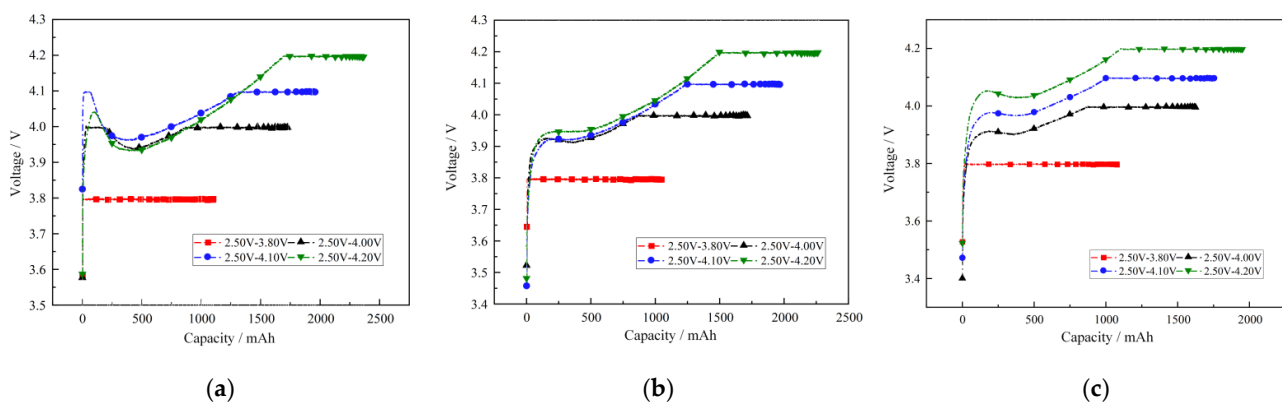 4.3
4.2
4.1
4.0
3.9
3.8
3.7
3.6
3.5
Voltage / V
2.50V-3.80V 2.50V-4.00V
2.50V-4.10V 2.50V-4.20V
0 500 1000 1500 2000 2500
Capacity / mAh
(a)
4.3
4.2
4.1
4.0
3.9
3.8
3.7
3.6
3.5
3.4
Voltage / V
2.50V-3.80V 2.50V-4.00V
2.50V-4.10V 2.50V-4.20V
0 500 1000 1500 2000 2500
Capacity / mAh
(b)
4.2
4.0
3.8
3.6
3.4
Voltage / V
2.50V-3.80V 2.50V-4.00V
2.50V-4.10V 2.50V-4.20V
0 500 1000 1500 2000
Capacity / mAh
(c)